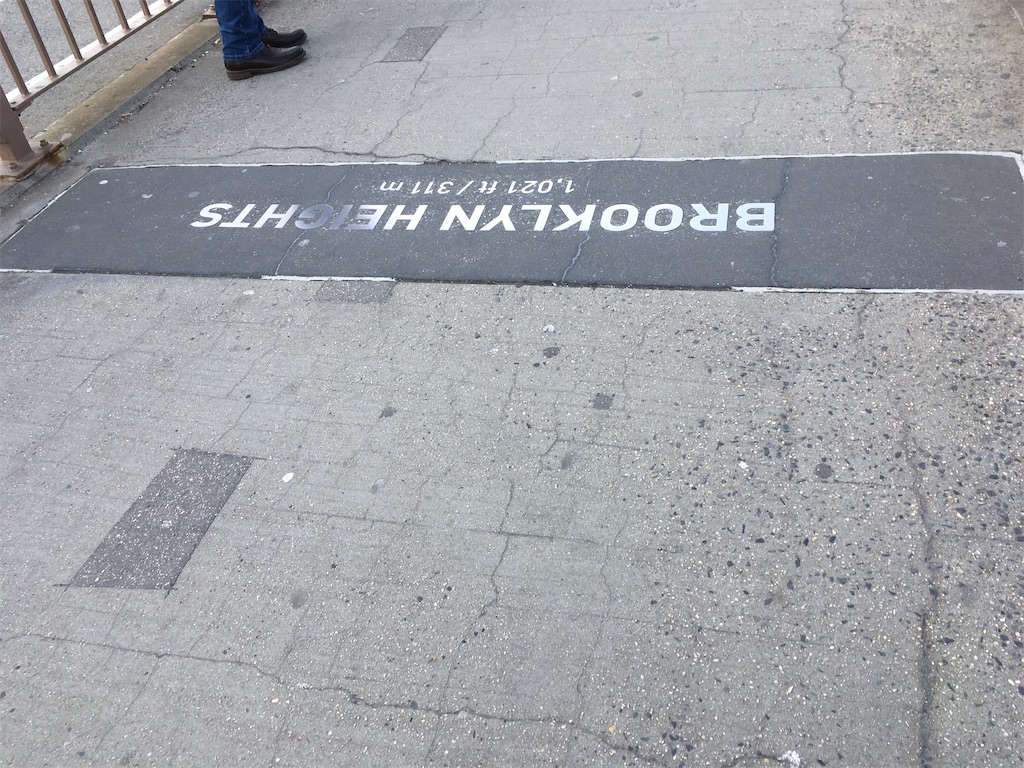 BROOKLYN HEIGHTS
1,021 ft / 311 m